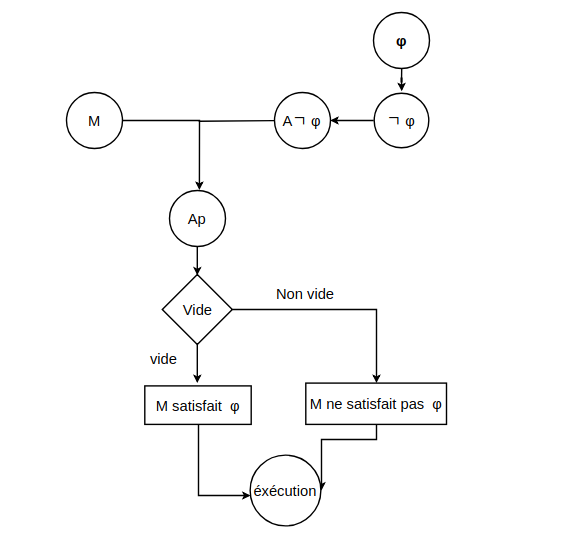 φ
M
A ㄱ φ
ㄱ φ
Ap
Vide
Non vide
vide
M satisfait φ
M ne satisfait pas φ
éxécution